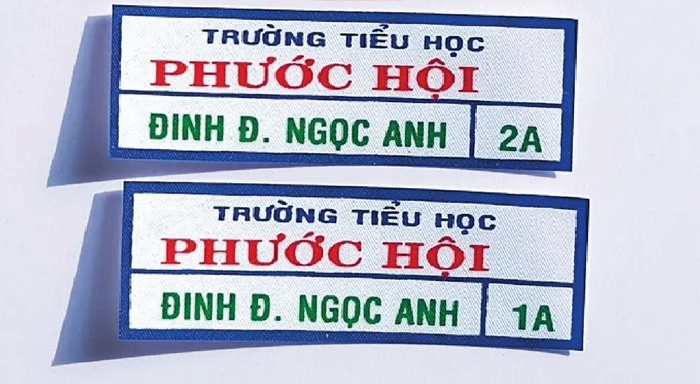 TRƯỜNG TIỂU HỌC
PHƯỚC HỘI
ĐINH Đ. NGỌC ANH 2A
TRƯỜNG TIỂU HỌC
PHƯỚC HỘI
ĐINH Đ. NGỌC ANH 1A